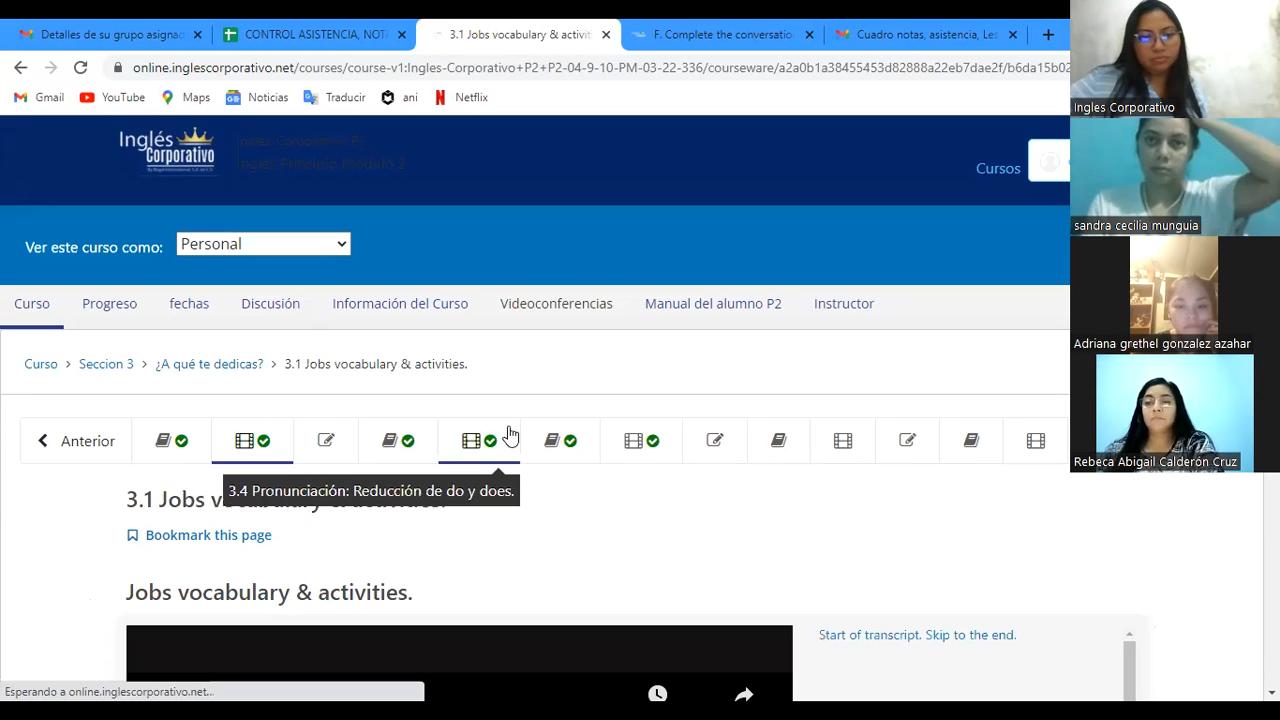 Detalles de su grupo asignac
CONTROL ASISTENCIA, NOT
3.1 Jobs vocabulary & activiti
F. Complete the conversatio
Cuadro notas, asistencia, Les
online.inglescorporativo.net/courses/course-v1:Ingles-Corporativo+P2+P2-04-9-10-PM-03-22-336/courseware/a2a0b1a38455453d82888a22eb7dae2f/b6da15b02
Gmail
YouTube
Maps
Noticias
Traducir
ani
Netflix
Inglés
Corporativo
Cursos
Ver este curso como:
Personal
Curso
Progreso
fechas
Discusión
Información del Curso
Videoconferencias
Manual del alumno P2
Instructor
Curso > Seccion 3 > ¿A qué te dedicas? > 3.1 Jobs vocabulary & activities.
Anterior
3.4 Pronunciación: Reducción de do y does.
3.1 Jobs v
Bookmark this page
Jobs vocabulary & activities.
Start of transcript. Skip to the end.
Esperando a online.inglescorporativo.net...
Ingles Corporativo
sandra cecilia munguia
Adriana grethel gonzalez azahar
Rebeca Abigail Calderón Cruz